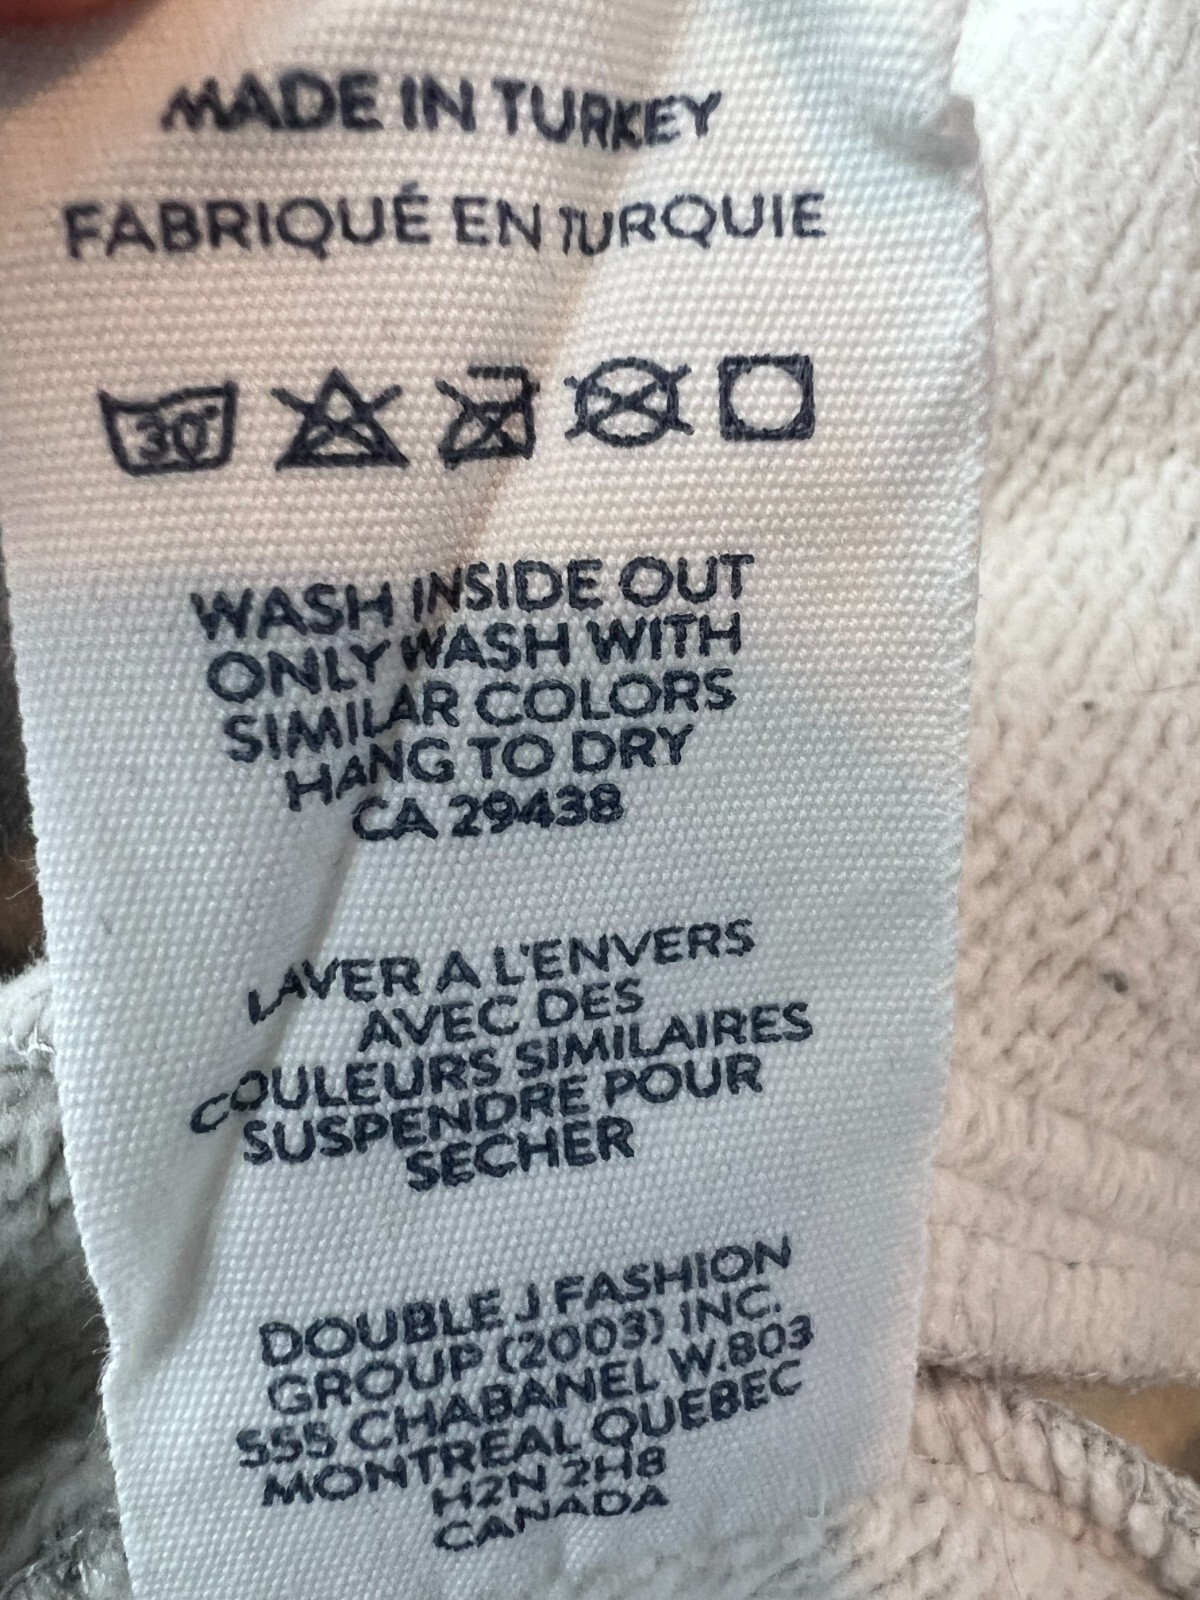 MADE IN TURKEY
FABRIQUÉ EN TURQUIE
30°
WASH INSIDE OUT
ONLY WASH WITH
SIMILAR COLORS
HANG TO DRY
CA 29438
LAVER A L'ENVERS
AVEC DES
COULEURS SIMILAIRES
SUSPENDRE POUR
SECHER
DOUBLE J FASHION
GROUP (2003) INC.
555 CHABANEL W.803
MONTREAL QUEBEC
H2N 2H8
CANADA